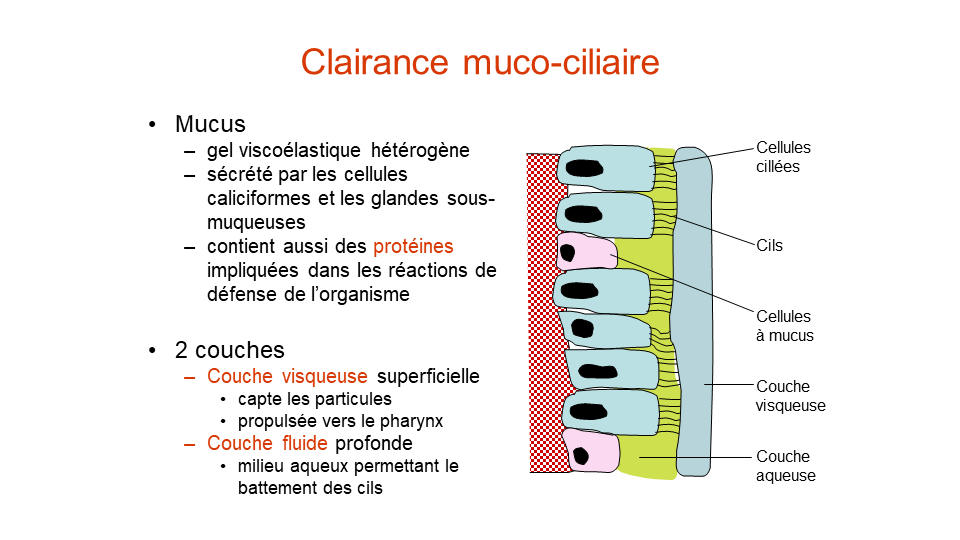 Clairance muco-ciliaire
• Mucus
– gel viscoélastique hétérogène
– sécrété par les cellules
caliciformes et les glandes sous-
muqueuses
– contient aussi des protéines
impliquées dans les réactions de
défense de l’organisme
• 2 couches
– Couche visqueuse superficielle
• capte les particules
• propulsée vers le pharynx
– Couche fluide profonde
• milieu aqueux permettant le
battement des cils
Cellules
cillées
Cils
Cellules
à mucus
Couche
visqueuse
Couche
aqueuse